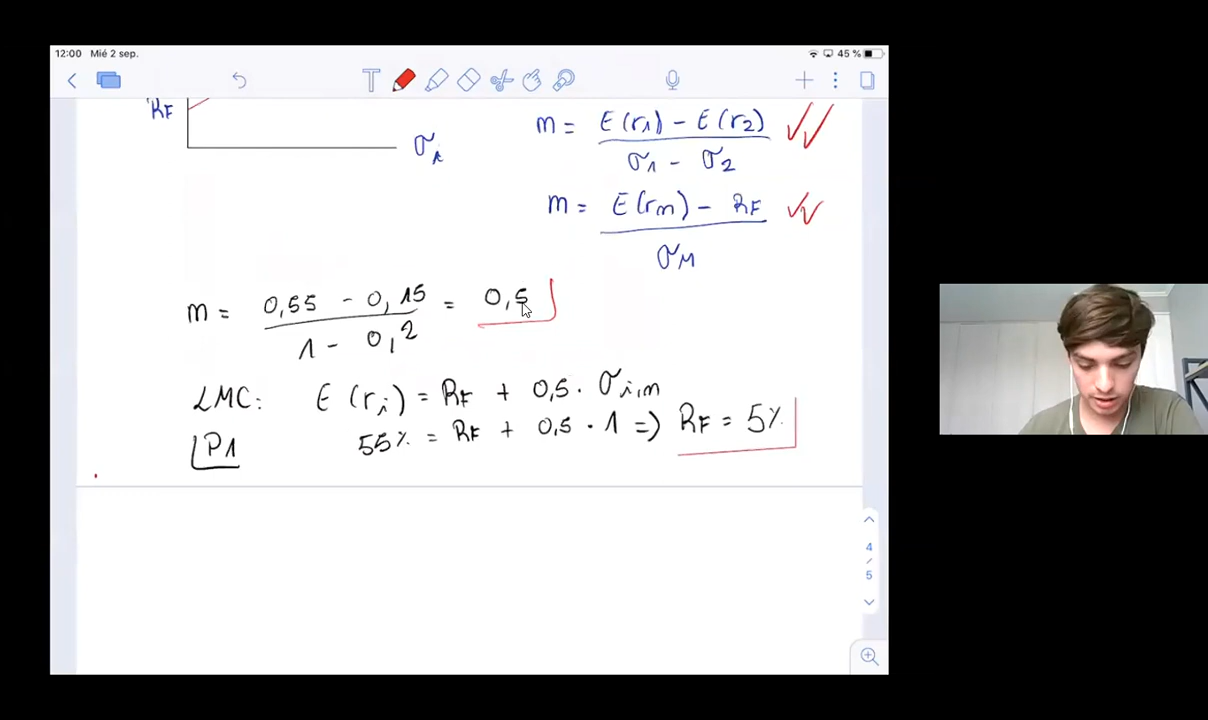 12:00 Mié 2 sep.
45 %
T
RF
σi
m = E(r1) - E(r2) / σ1 - σ2
m = E(rm) - RF / σM
m = 0,55 - 0,15 / 1 - 0,2 = 0,5
LMC: E(ri) = RF + 0,5 · σi,m
P1 55% = RF + 0,5 · 1 => RF = 5%
4
/
5